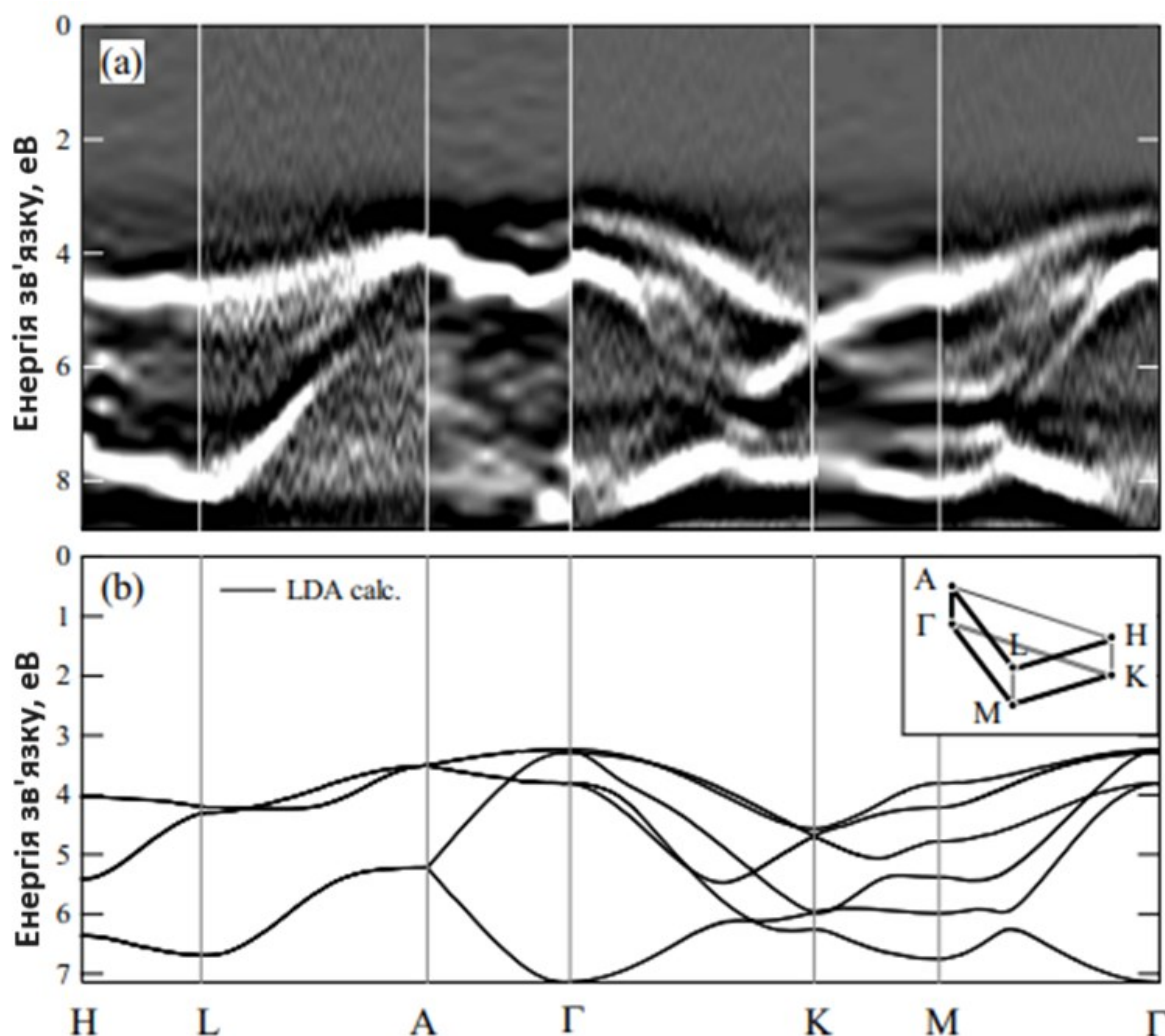 0
(a)
2
4
6
8
Енергія зв'язку, еВ
0
(b)
LDA calc.
1
2
3
4
5
6
7
Енергія зв'язку, еВ
A
Γ
L
H
K
M
H L A Γ K M Γ